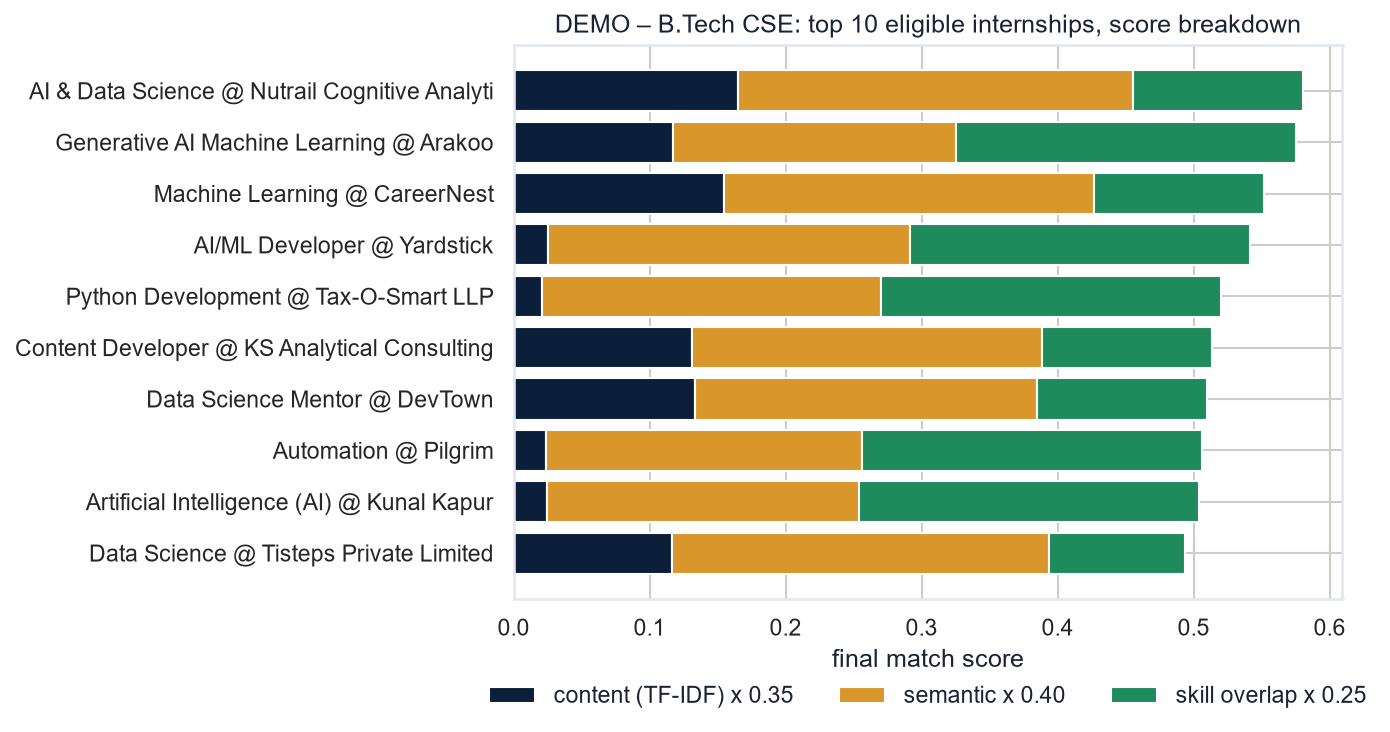 DEMO – B.Tech CSE: top 10 eligible internships, score breakdown
AI & Data Science @ Nutrail Cognitive Analyti
Generative AI Machine Learning @ Arakoo
Machine Learning @ CareerNest
AI/ML Developer @ Yardstick
Python Development @ Tax-O-Smart LLP
Content Developer @ KS Analytical Consulting
Data Science Mentor @ DevTown
Automation @ Pilgrim
Artificial Intelligence (AI) @ Kunal Kapur
Data Science @ Tisteps Private Limited
0.0 0.1 0.2 0.3 0.4 0.5 0.6
final match score
content (TF-IDF) x 0.35 semantic x 0.40 skill overlap x 0.25